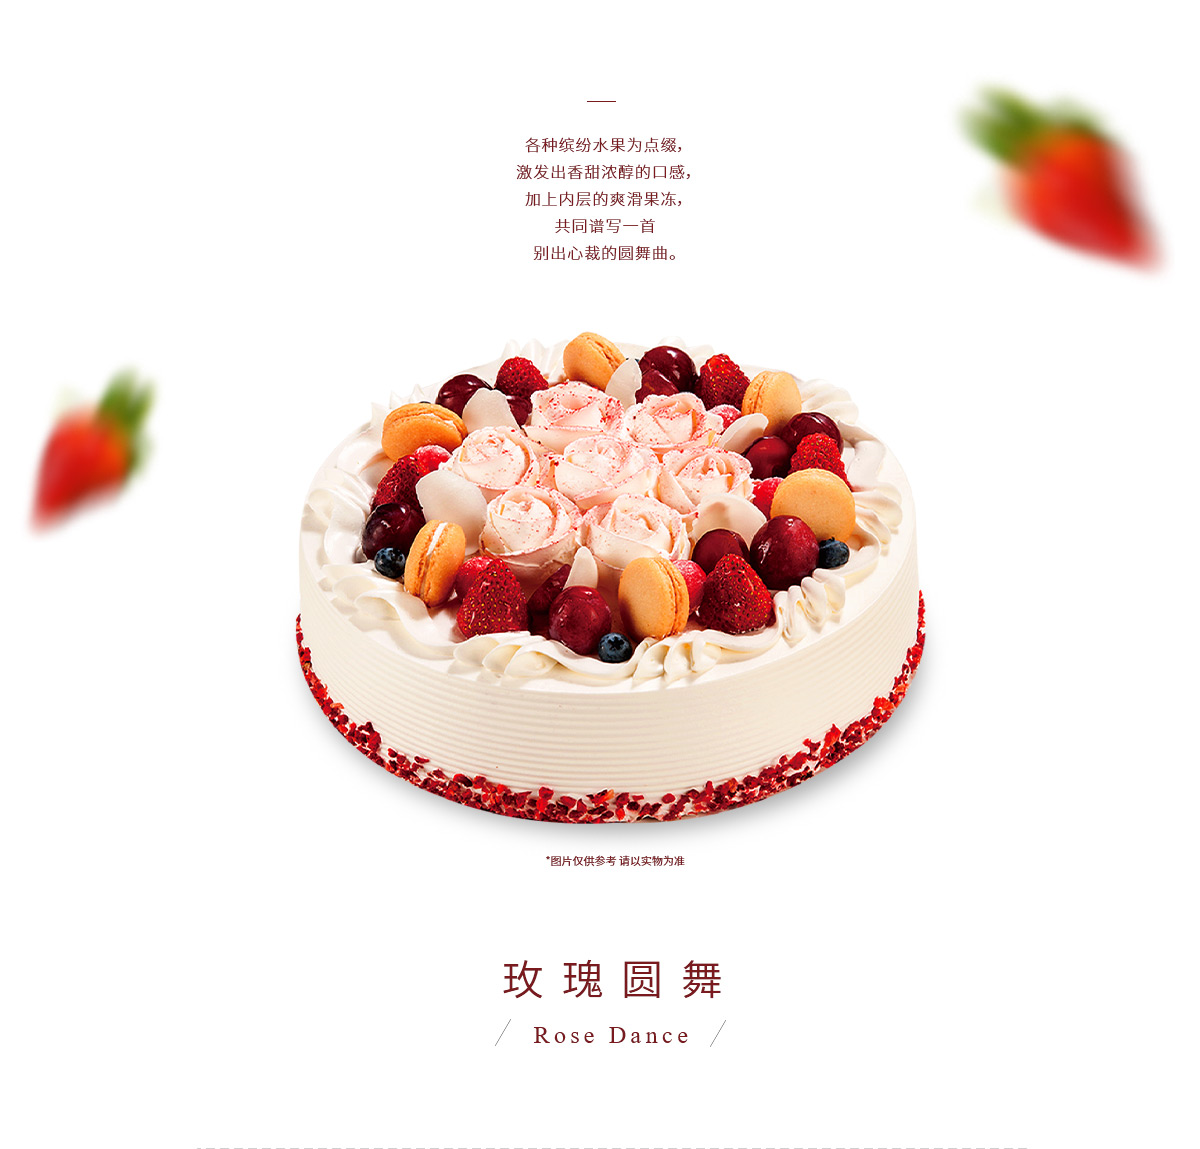 各种缤纷水果为点缀，
激发出香甜浓醇的口感，
加上内层的爽滑果冻，
共同谱写一首
别出心裁的圆舞曲。
*图片仅供参考 请以实物为准
玫瑰圆舞
Rose Dance